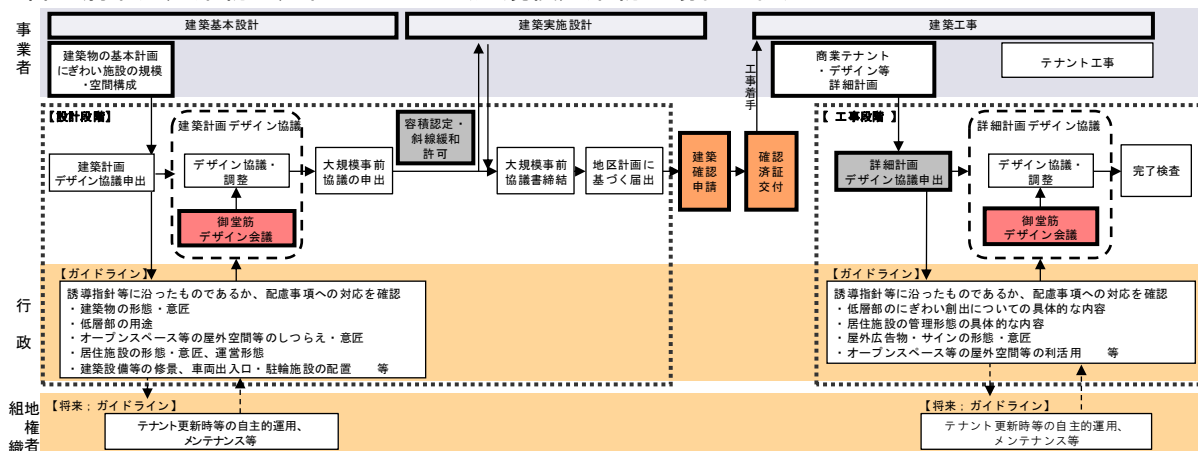 事業者
建築基本設計
建築実施設計
建築工事
建築物の基本計画
にぎわい施設の規模
・空間構成
工事着手
商業テナント
・デザイン等
詳細計画
テナント工事
【設計段階】
建築計画デザイン協議
建築計画
デザイン協議申出
デザイン協議・
調整
御堂筋
デザイン会議
大規模事前
協議の申出
容積認定・
斜線緩和
許可
大規模事前
協議書締結
地区計画に
基づく届出
建築
確認
申請
確認
済証
交付
【 工事段階 】
詳細計画デザイン協議
詳細計画
デザイン協議申出
デザイン協議・
調整
御堂筋
デザイン会議
完了検査
行政
【ガイドライン】
誘導指針等に沿ったものであるか、配慮事項への対応を確認
・建築物の形態・意匠
・低層部の用途
・オープンスペース等の屋外空間等のしつらえ・意匠
・居住施設の形態・意匠、運営形態
・建築設備等の修景、車両出入口・駐輪施設の配置 等
【ガイドライン】
誘導指針等に沿ったものであるか、配慮事項への対応を確認
・低層部のにぎわい創出についての具体的な内容
・居住施設の管理形態の具体的な内容
・屋外広告物・サインの形態・意匠
・オープンスペース等の屋外空間等の利活用 等
地権者
組織
【将来：ガイドライン】
テナント更新時等の自主的運用、
メンテナンス等
【将来：ガイドライン】
テナント更新時等の自主的運用、
メンテナンス等